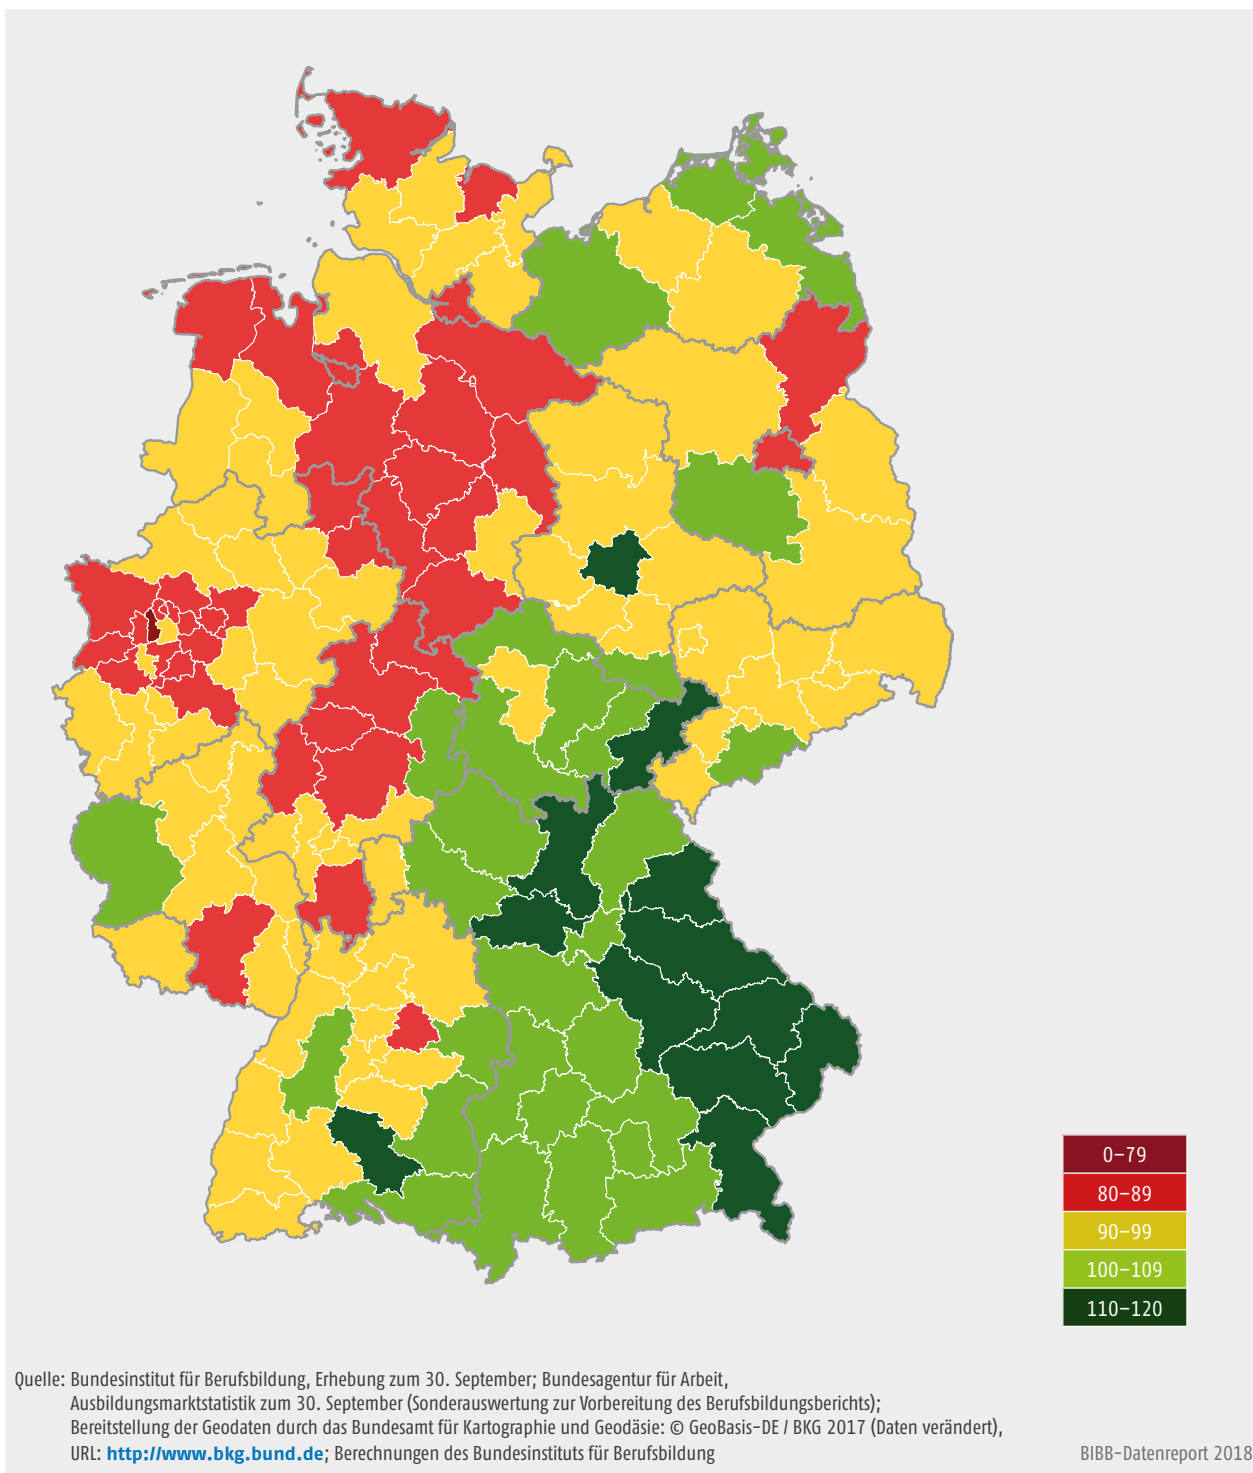 0–79
80–89
90–99
100–109
110–120
Quelle: Bundesinstitut für Berufsbildung, Erhebung zum 30. September; Bundesagentur für Arbeit,
Ausbildungsmarktstatistik zum 30. September (Sonderauswertung zur Vorbereitung des Berufsbildungsberichts);
Bereitstellung der Geodaten durch das Bundesamt für Kartographie und Geodäsie: © GeoBasis-DE / BKG 2017 (Daten verändert),
URL: http://www.bkg.bund.de; Berechnungen des Bundesinstituts für Berufsbildung
BIBB-Datenreport 2018